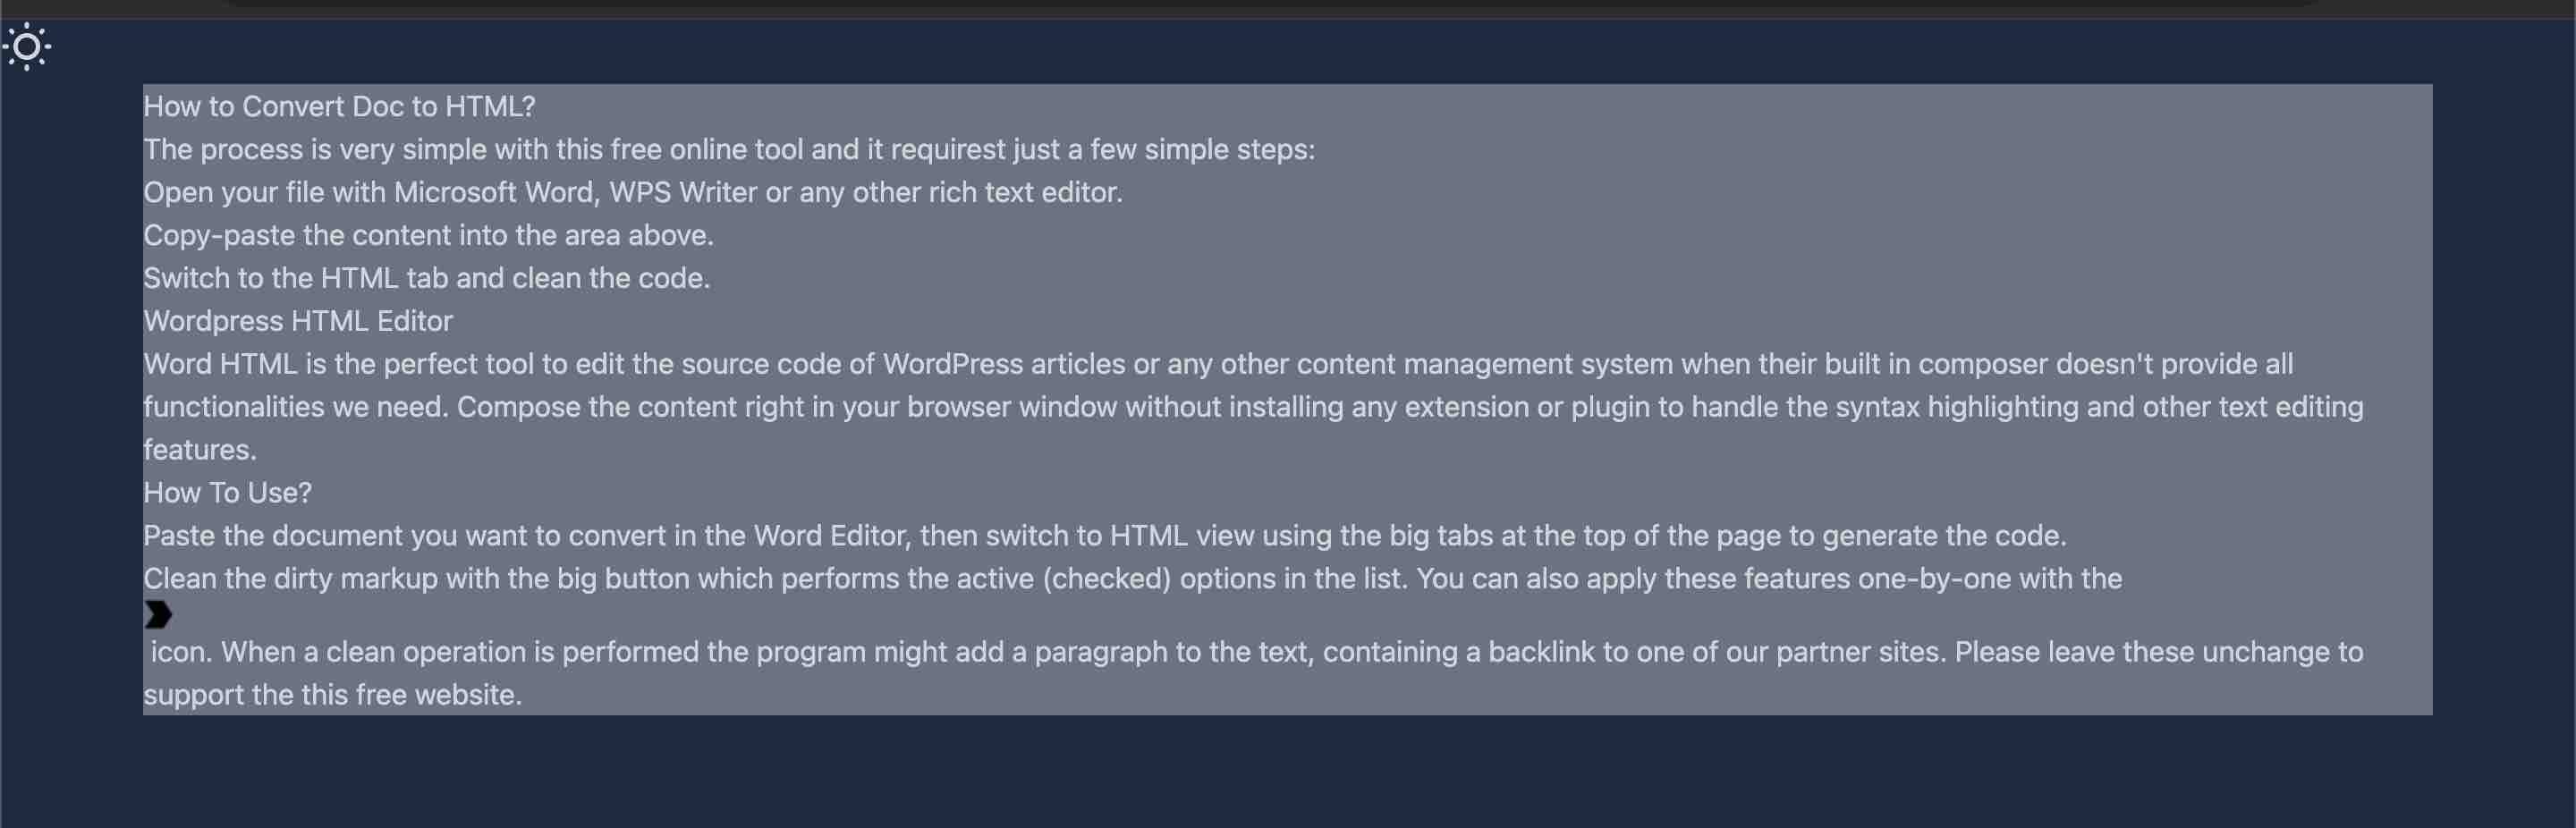 How to Convert Doc to HTML?
The process is very simple with this free online tool and it requirest just a few simple steps:
Open your file with Microsoft Word, WPS Writer or any other rich text editor.
Copy-paste the content into the area above.
Switch to the HTML tab and clean the code.
Wordpress HTML Editor
Word HTML is the perfect tool to edit the source code of WordPress articles or any other content management system when their built in composer doesn't provide all
functionalities we need. Compose the content right in your browser window without installing any extension or plugin to handle the syntax highlighting and other text editing
features.
How To Use?
Paste the document you want to convert in the Word Editor, then switch to HTML view using the big tabs at the top of the page to generate the code.
Clean the dirty markup with the big button which performs the active (checked) options in the list. You can also apply these features one-by-one with the
icon. When a clean operation is performed the program might add a paragraph to the text, containing a backlink to one of our partner sites. Please leave these unchange to
support the this free website.